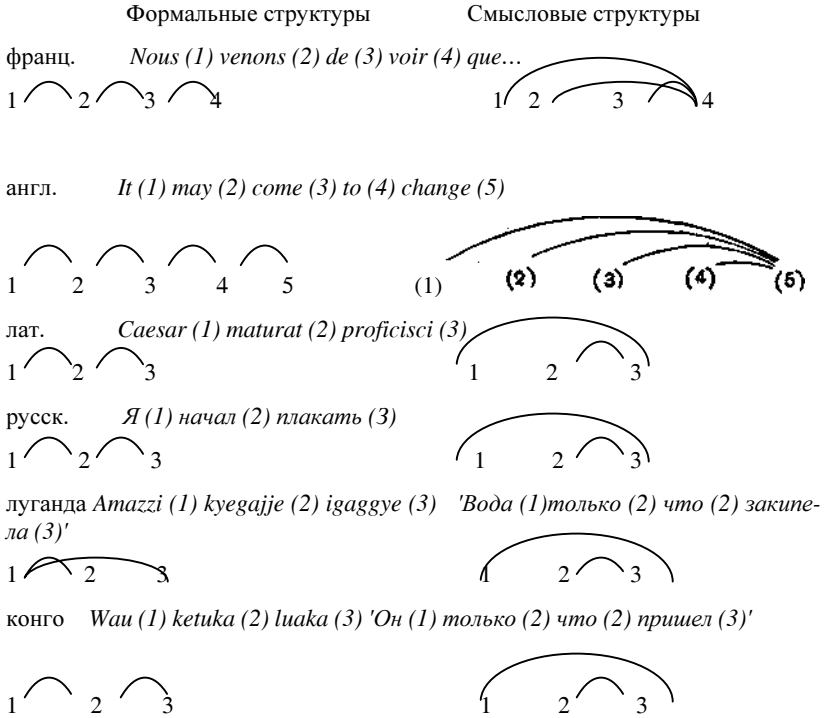 Формальные структуры Смысловые структуры
франц. Nous (1) venons (2) de (3) voir (4) que…
1 2 3 4 1 2 3 4
англ. It (1) may (2) come (3) to (4) change (5)
1 2 3 4 5 (1) (2) (3) (4) (5)
лат. Caesar (1) maturat (2) proficisci (3)
1 2 3 1 2 3
русск. Я (1) начал (2) плакать (3)
1 2 3 1 2 3
луганда Amazzi (1) kyegajje (2) igaggye (3) 'Вода (1)только (2) что (2) закипе-
ла (3)'
1 2 3 1 2 3
конго Wau (1) ketuka (2) luaka (3) 'Он (1) только (2) что (2) пришел (3)'
1 2 3 1 2 3